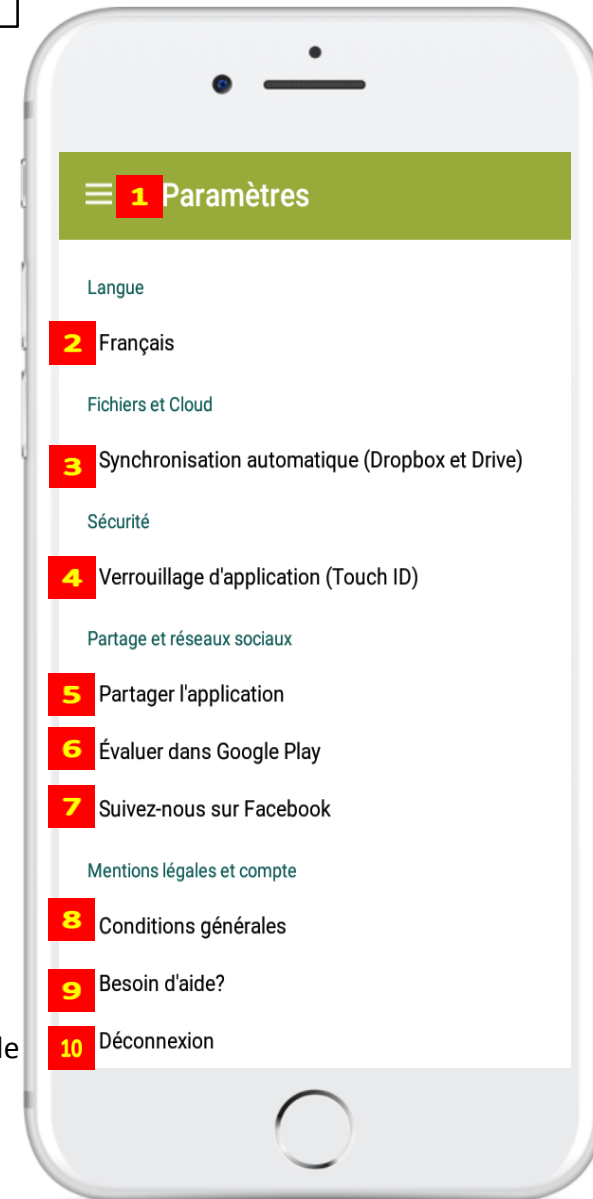 1 Paramètres
Langue
2 Français
Fichiers et Cloud
3 Synchronisation automatique (Dropbox et Drive)
Sécurité
4 Verrouillage d'application (Touch ID)
Partage et réseaux sociaux
5 Partager l'application
6 Évaluer dans Google Play
7 Suivez-nous sur Facebook
Mentions légales et compte
8 Conditions générales
9 Besoin d'aide?
10 Déconnexion